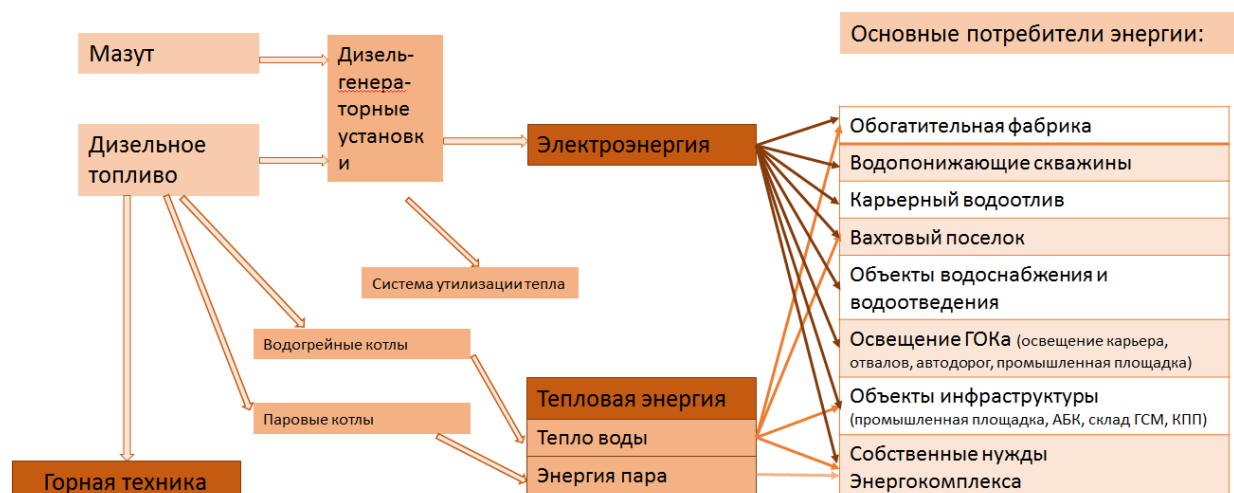 Основные потребители энергии:
Мазут
Дизель-
генера-
торные
установк
и
Дизельное
топливо
Электроэнергия
Обогатительная фабрика
Водопонижающие скважины
Карьерный водоотлив
Вахтовый поселок
Объекты водоснабжения и
водоотведения
Освещение ГОКа (освещение карьера,
отвалов, автодорог, промышленная площадка)
Объекты инфраструктуры
(промышленная площадка, АБК, склад ГСМ, КПП)
Собственные нужды
Энергокомплекса
Система утилизации тепла
Водогрейные котлы
Паровые котлы
Тепловая энергия
Тепло воды
Энергия пара
Горная техника